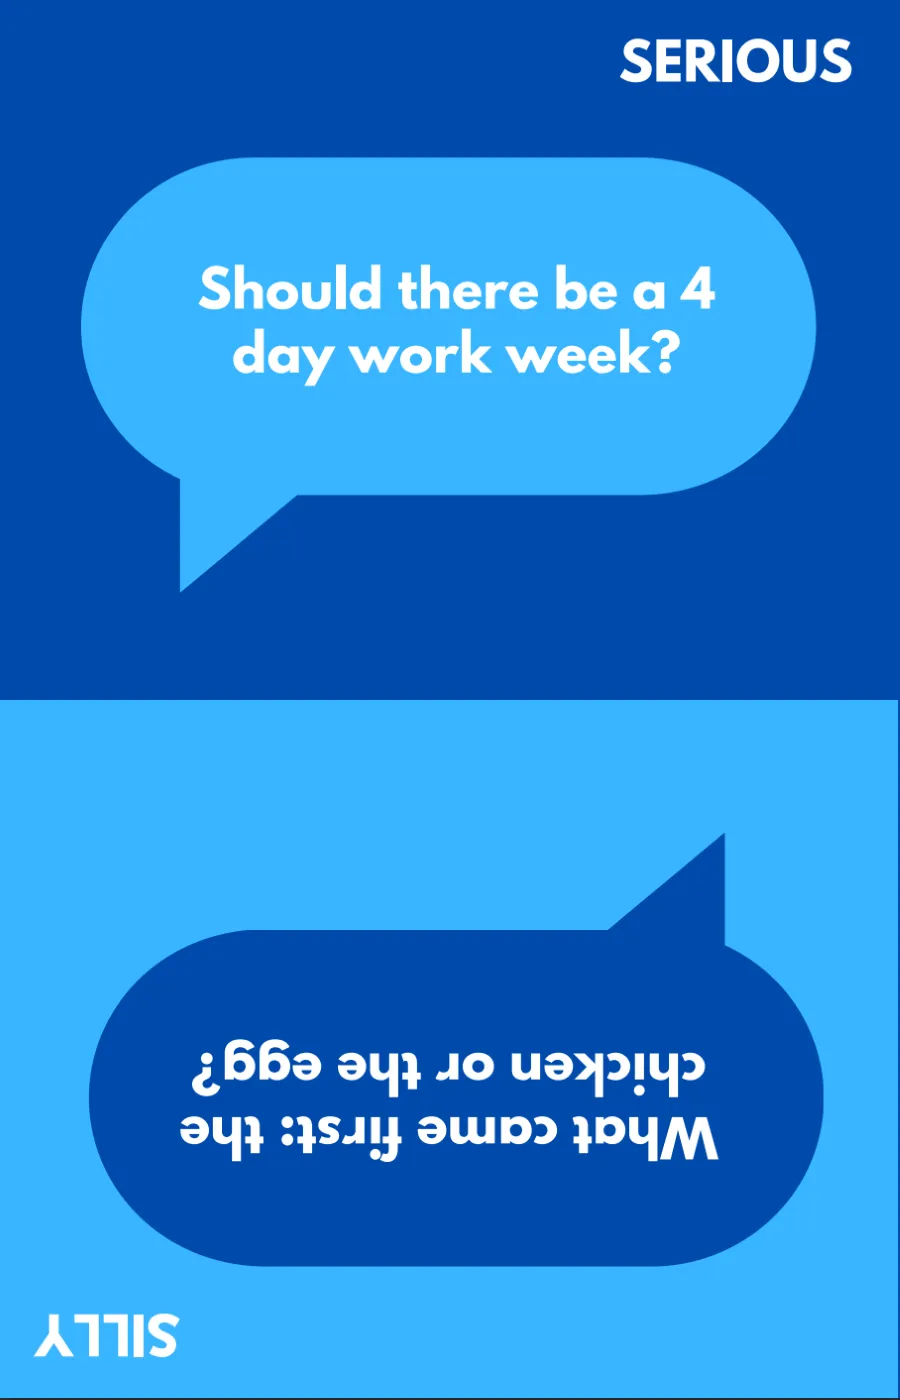 SERIOUS
Should there be a 4
day work week?
What came first: the
chicken or the egg?
SILLY